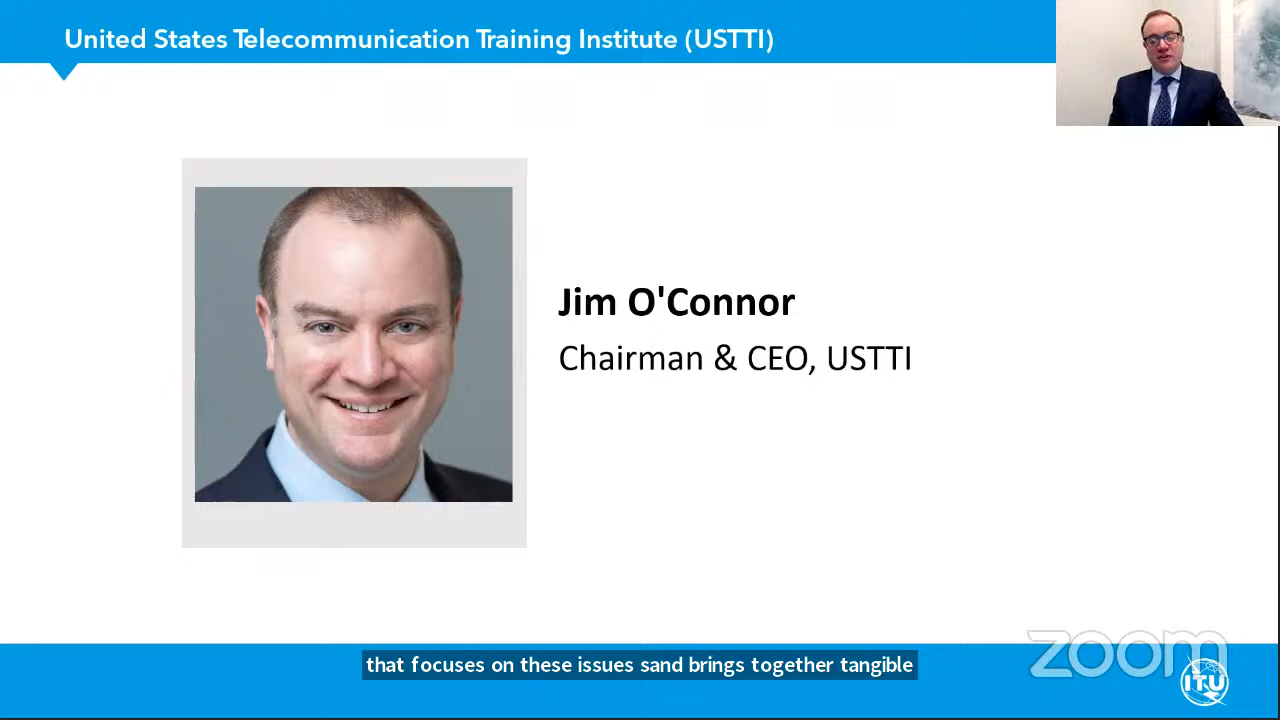 United States Telecommunication Training Institute (USTTI)
Jim O'Connor
Chairman & CEO, USTTI
that focuses on these issues sand brings together tangible
zoom
ITU